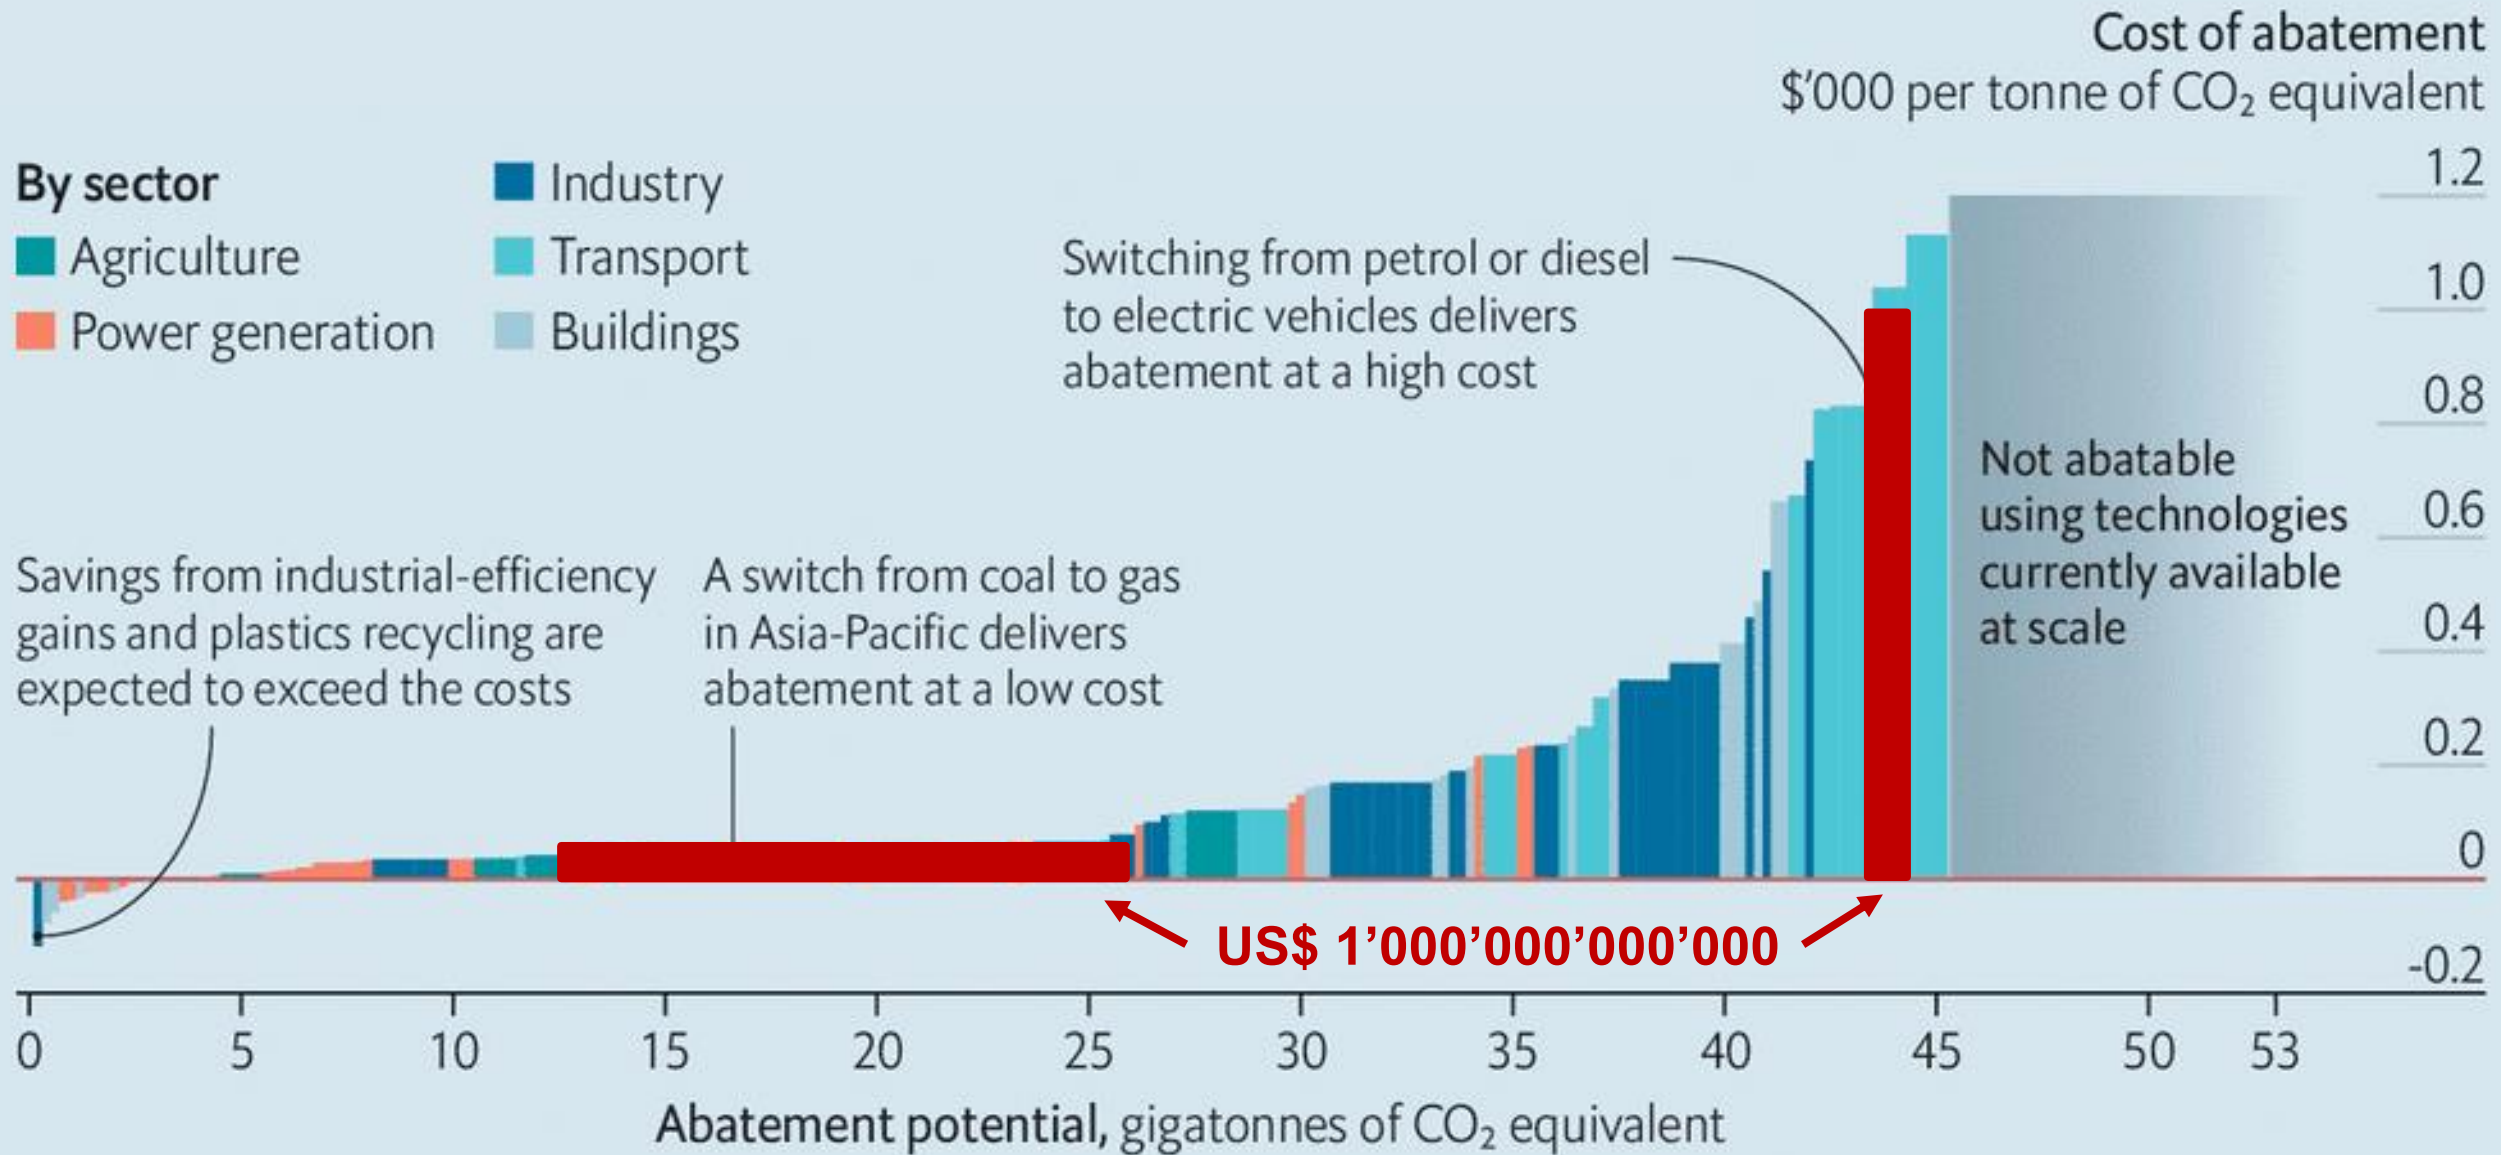 Cost of abatement
$'000 per tonne of CO₂ equivalent
By sector
Agriculture
Power generation
Industry
Transport
Buildings
Switching from petrol or diesel
to electric vehicles delivers
abatement at a high cost
Savings from industrial-efficiency
gains and plastics recycling are
expected to exceed the costs
A switch from coal to gas
in Asia-Pacific delivers
abatement at a low cost
Not abatable
using technologies
currently available
at scale
1.2
1.0
0.8
0.6
0.4
0.2
0
-0.2
US$ 1’000’000’000’000
0
5
10
15
20
25
30
35
40
45
50
53
Abatement potential, gigatonnes of CO₂ equivalent